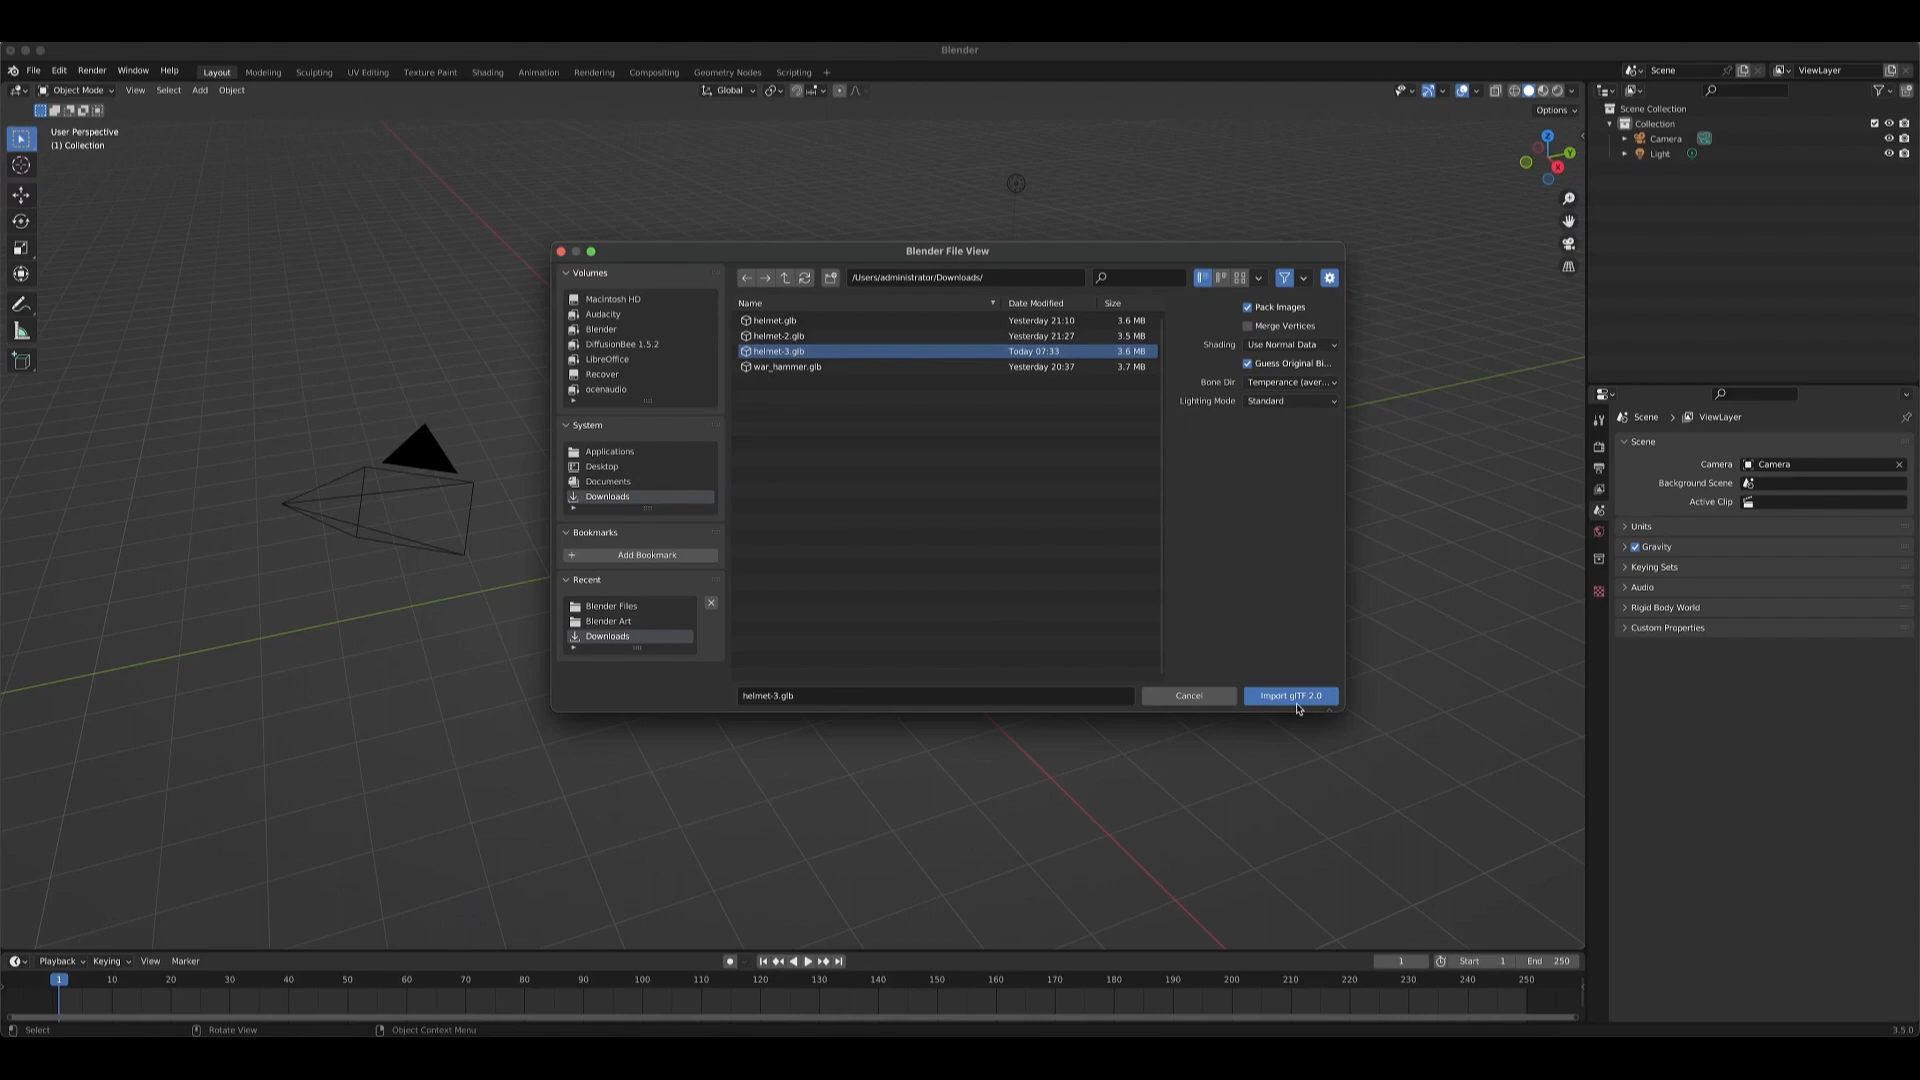 Blender
File Edit Render Window Help Layout Modeling Sculpting UV Editing Texture Paint Shading Animation Rendering Compositing Geometry Nodes Scripting + Scene ViewLayer
Object Mode View Select Add Object Global
Options
User Perspective
(1) Collection
Z
Y
X
Scene Collection
Collection
Camera
Light
Blender File View
Volumes
Macintosh HD
Audacity
Blender
DiffusionBee 1.5.2
LibreOffice
Recover
ocenaudio
System
Applications
Desktop
Documents
Downloads
Bookmarks
+ Add Bookmark
Recent
Blender Files
Blender Art
Downloads
/Users/administrator/Downloads/
Name Date Modified Size
helmet.glb Yesterday 21:10 3.6 MB
helmet-2.glb Yesterday 21:27 3.5 MB
helmet-3.glb Today 07:33 3.6 MB
war_hammer.glb Yesterday 20:37 3.7 MB
Pack Images
Merge Vertices
Shading Use Normal Data
Guess Original Bi...
Bone Dir Temperance (aver...
Lighting Mode Standard
helmet-3.glb Cancel Import glTF 2.0
Scene > ViewLayer
Scene
Camera Camera
Background Scene
Active Clip
Units
Gravity
Keying Sets
Audio
Rigid Body World
Custom Properties
Playback Keying View Marker 1 Start 1 End 250
1 10 20 30 40 50 60 70 80 90 100 110 120 130 140 150 160 170 180 190 200 210 220 230 240 250
Select Rotate View Object Context Menu 3.5.0